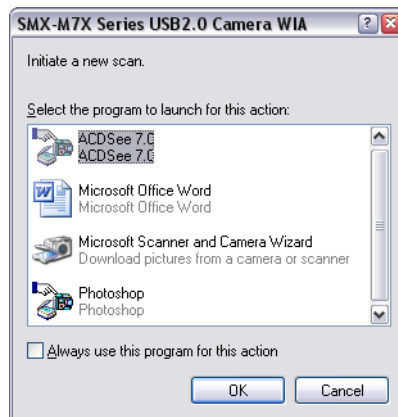 SMX-M7X Series USB2.0 Camera WIA
Initiate a new scan.
Select the program to launch for this action:
ACDSee 7.0
ACDSee 7.0
Microsoft Office Word
Microsoft Office Word
Microsoft Scanner and Camera Wizard
Download pictures from a camera or scanner
Photoshop
Photoshop
Always use this program for this action
OK Cancel